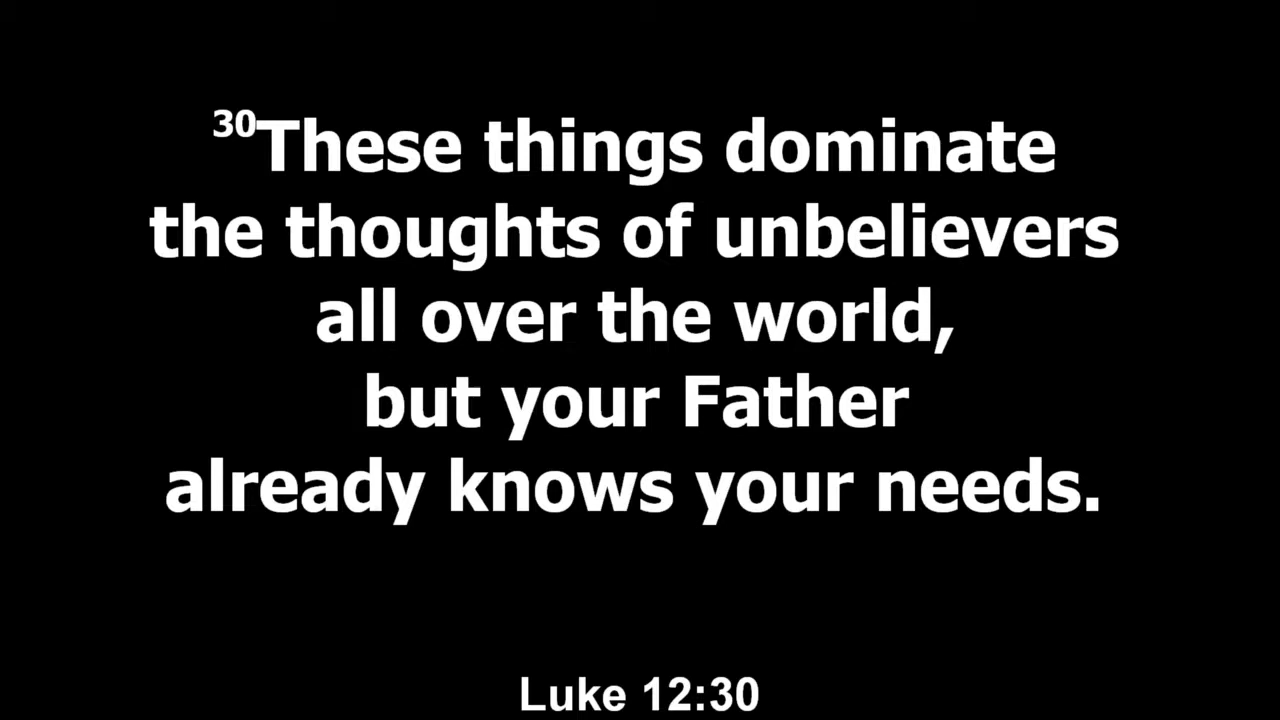 30These things dominate
the thoughts of unbelievers
all over the world,
but your Father
already knows your needs.
Luke 12:30